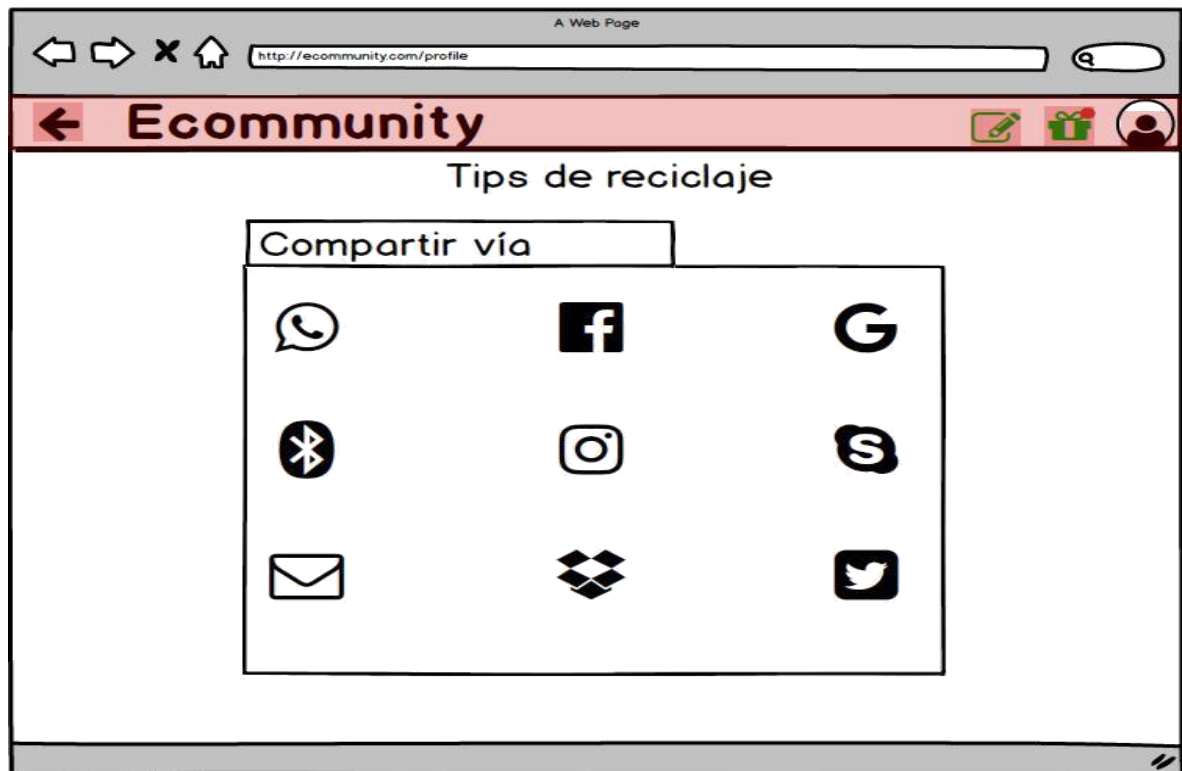 A Web Page
http://ecommunity.com/profile
Ecommunity
Tips de reciclaje
Compartir vía